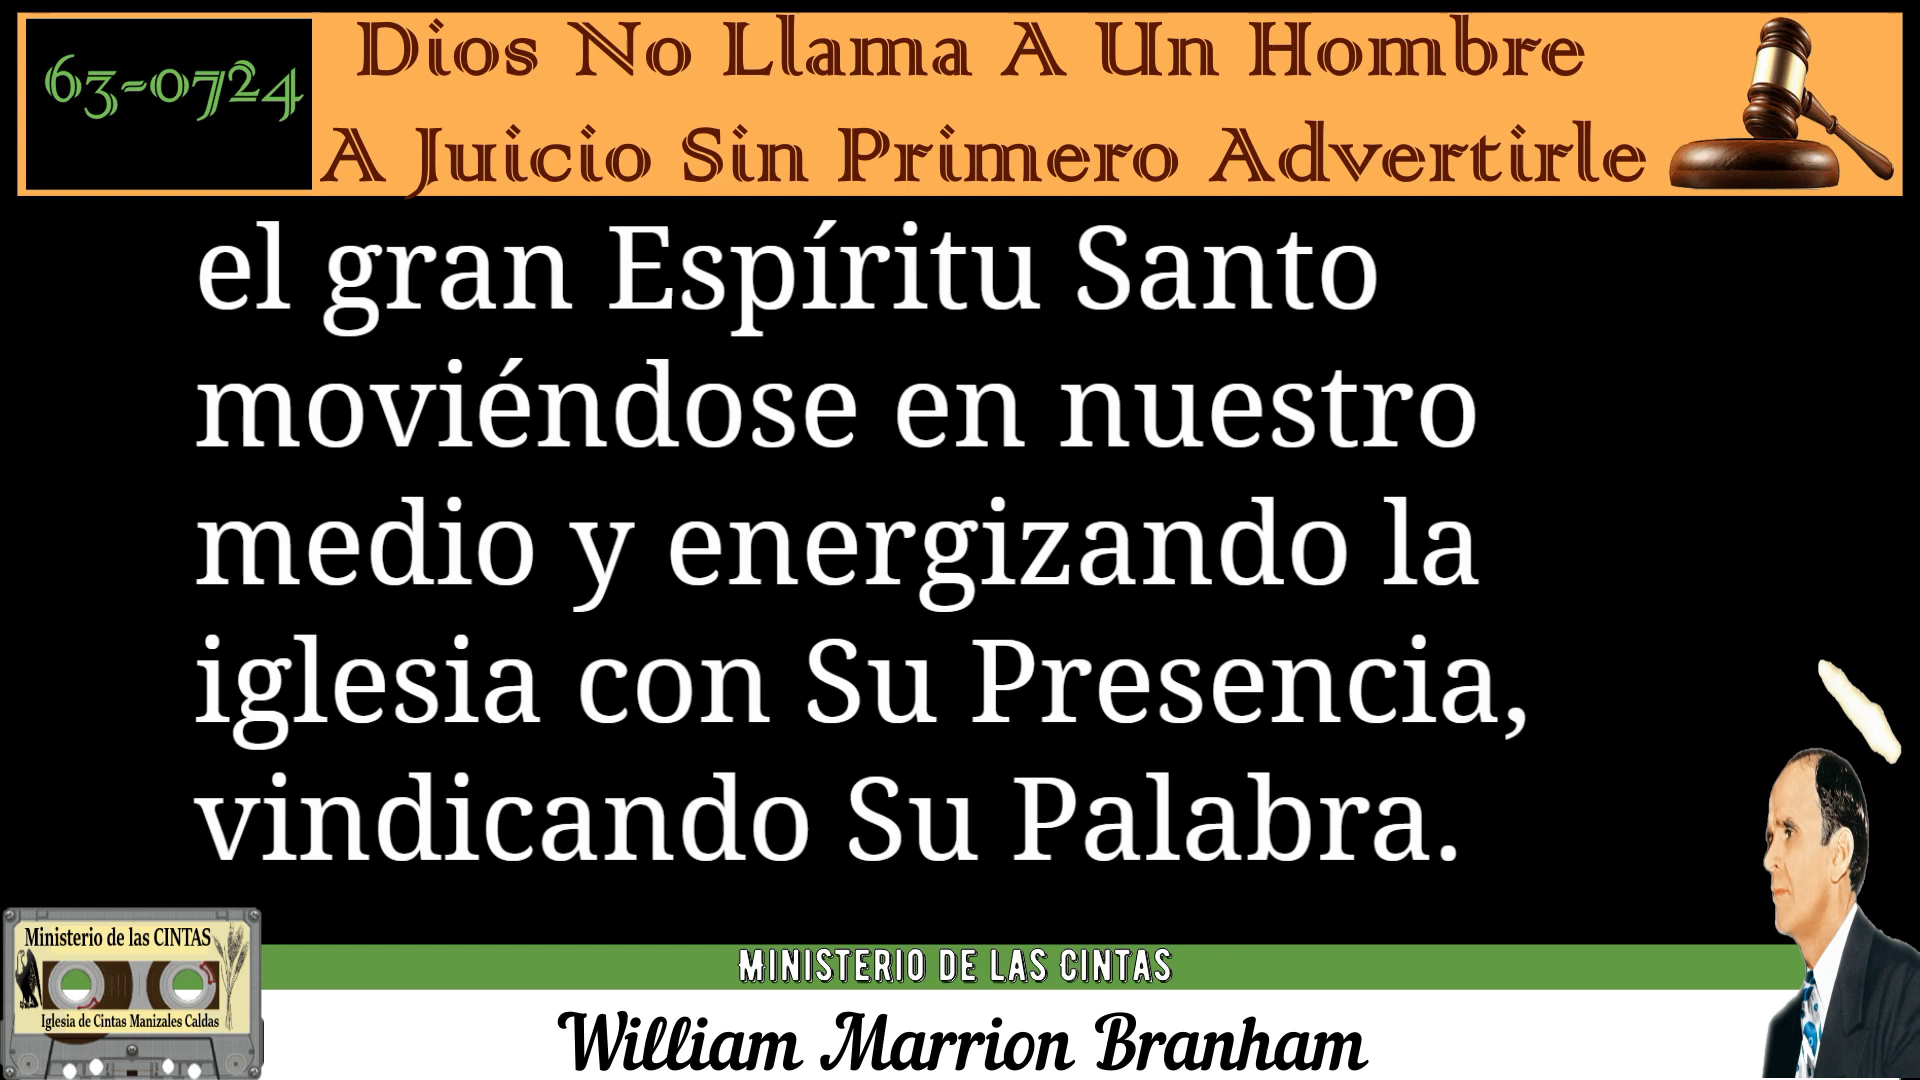 63-0724
Dios No Llama A Un Hombre
A Juicio Sin Primero Advertirle
el gran Espíritu Santo
moviéndose en nuestro
medio y energizando la
iglesia con Su Presencia,
vindicando Su Palabra.
Ministerio de las CINTAS
Iglesia de Cintas Manizales Caldas
MINISTERIO DE LAS CINTAS
William Marrion Branham